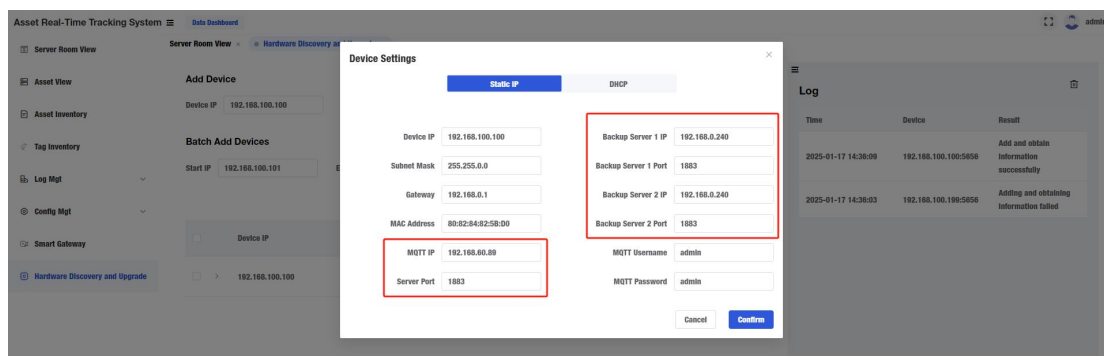 Asset Real-Time Tracking System
Data Dashboard
admin
Server Room View
Asset View
Asset Inventory
Tag Inventory
Log Mgt
Config Mgt
Smart Gateway
Hardware Discovery and Upgrade
Server Room View
Hardware Discovery
Add Device
Device IP 192.168.100.100
Batch Add Devices
Start IP 192.168.100.101
Device IP
192.168.100.100
Device Settings
Static IP DHCP
Device IP 192.168.100.100 Backup Server 1 IP 192.168.0.240
Subnet Mask 255.255.0.0 Backup Server 1 Port 1883
Gateway 192.168.0.1 Backup Server 2 IP 192.168.0.240
MAC Address 80:82:84:82:5B:D0 Backup Server 2 Port 1883
MQTT IP 192.168.60.89 MQTT Username admin
Server Port 1883 MQTT Password admin
Cancel Confirm
Log
Time Device Result
2025-01-17 14:36:09 192.168.100.100:5656 Add and obtain
information
successfully
2025-01-17 14:36:03 192.168.100.199:5656 Adding and obtaining
information failed